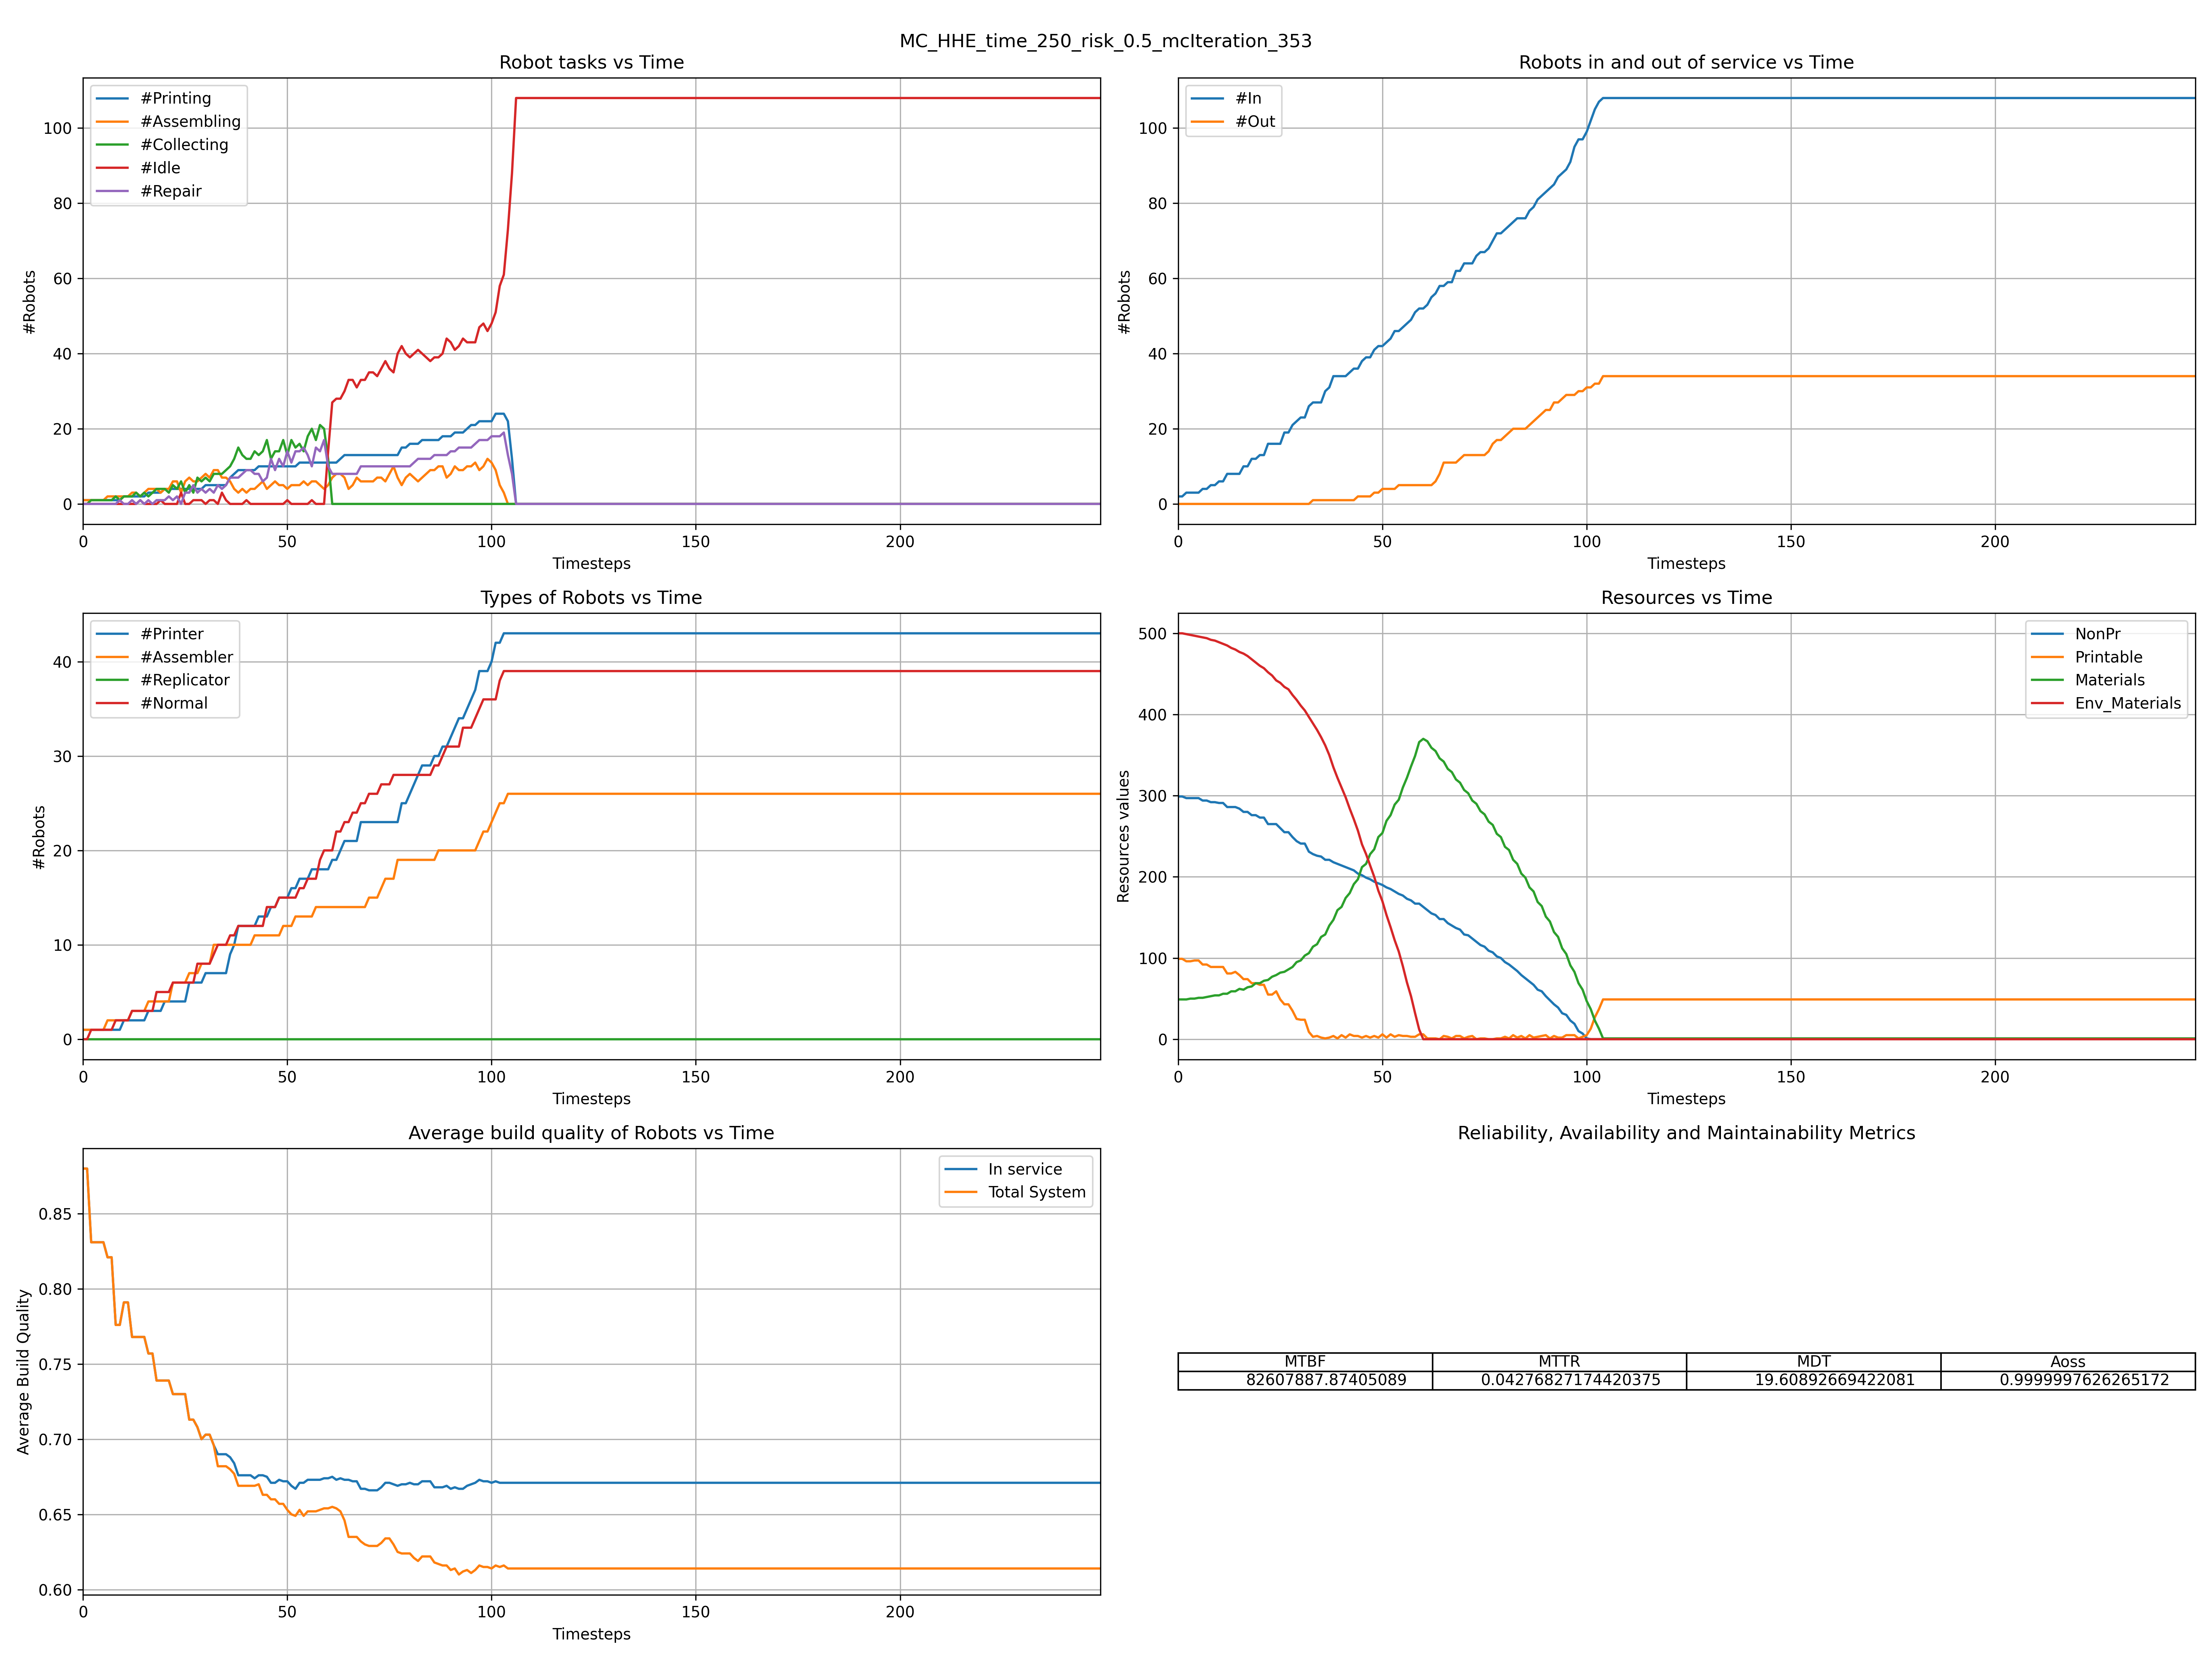 MC_HHE_time_250_risk_0.5_mcIteration_353
Robot tasks vs Time
#Robots
100
80
60
40
20
0
#Printing
#Assembling
#Collecting
#Idle
#Repair
0 50 100 150 200
Timesteps
Robots in and out of service vs Time
#Robots
100
80
60
40
20
0
#In
#Out
0 50 100 150 200
Timesteps
Types of Robots vs Time
#Robots
40
30
20
10
0
#Printer
#Assembler
#Replicator
#Normal
0 50 100 150 200
Timesteps
Resources vs Time
Resources values
500
400
300
200
100
0
NonPr
Printable
Materials
Env_Materials
0 50 100 150 200
Timesteps
Average build quality of Robots vs Time
Average Build Quality
0.85
0.80
0.75
0.70
0.65
0.60
In service
Total System
0 50 100 150 200
Timesteps
Reliability, Availability and Maintainability Metrics
MTBF MTTR MDT Aoss
82607887.87405089 0.04276827174420375 19.60892669422081 0.9999997626265172